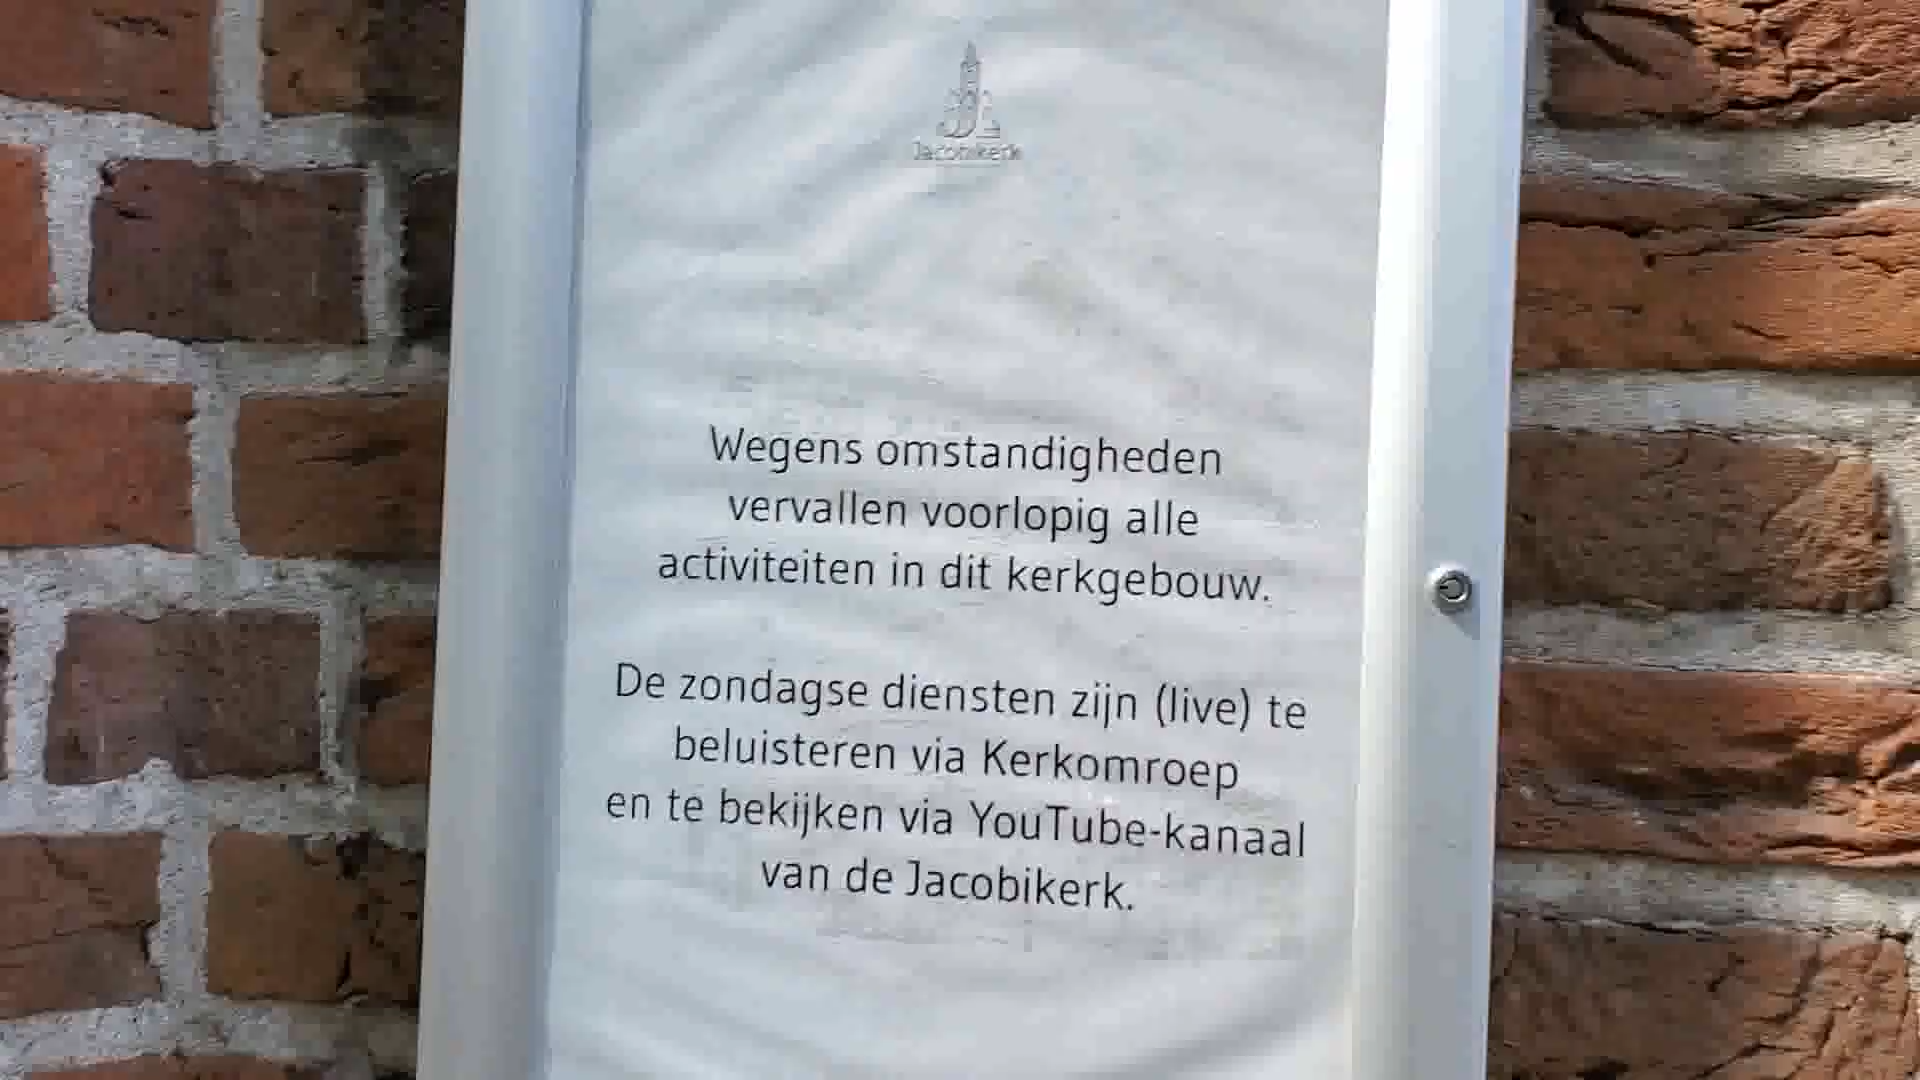 Jacobikerk
Wegens omstandigheden
vervallen voorlopig alle
activiteiten in dit kerkgebouw.
De zondagse diensten zijn (live) te
beluisteren via Kerkomroep
en te bekijken via YouTube-kanaal
van de Jacobikerk.